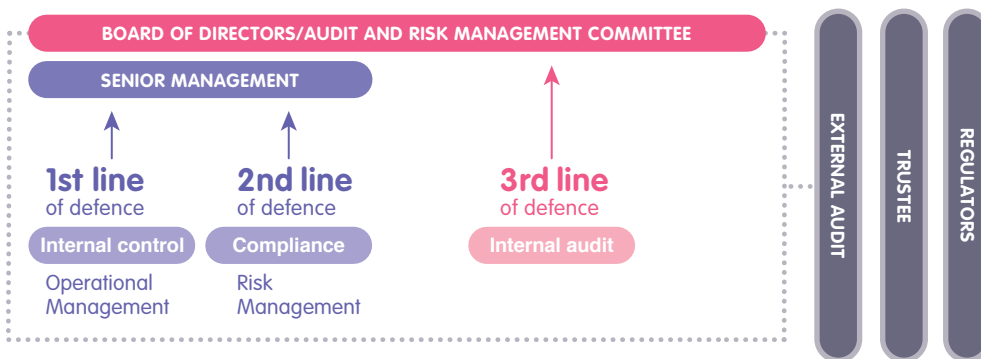 BOARD OF DIRECTORS/AUDIT AND RISK MANAGEMENT COMMITTEE
SENIOR MANAGEMENT
1st line
of defence
Internal control
Operational
Management
2nd line
of defence
Compliance
Risk
Management
3rd line
of defence
Internal audit
EXTERNAL AUDIT
TRUSTEE
REGULATORS